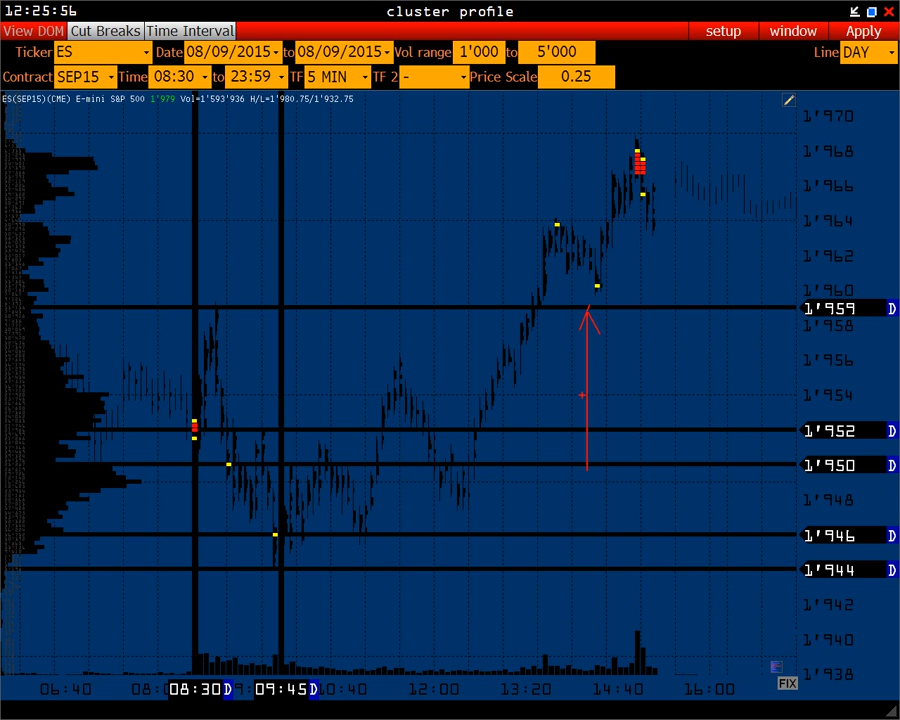 12:25:56 cluster profile
View DOM Cut Breaks Time Interval setup window Apply
Ticker ES Date 08/09/2015 to 08/09/2015 Vol range 1'000 to 5'000 Line DAY
Contract SEP15 Time 08:30 to 23:59 TF 5 MIN TF 2 - Price Scale 0.25
ES(SEP15)(CME) E-mini S&P 500 1'979 Vol=1'593'936 H/L=1'980.75/1'932.75
1'970
1'968
1'966
1'964
1'962
1'960
1'959 D
1'958
1'956
1'954
1'952 D
1'950 D
1'948
1'946 D
1'944 D
1'942
1'940
1'938
FIX
06:40 08:30 D 09:45 D 10:40 12:00 13:20 14:40 16:00